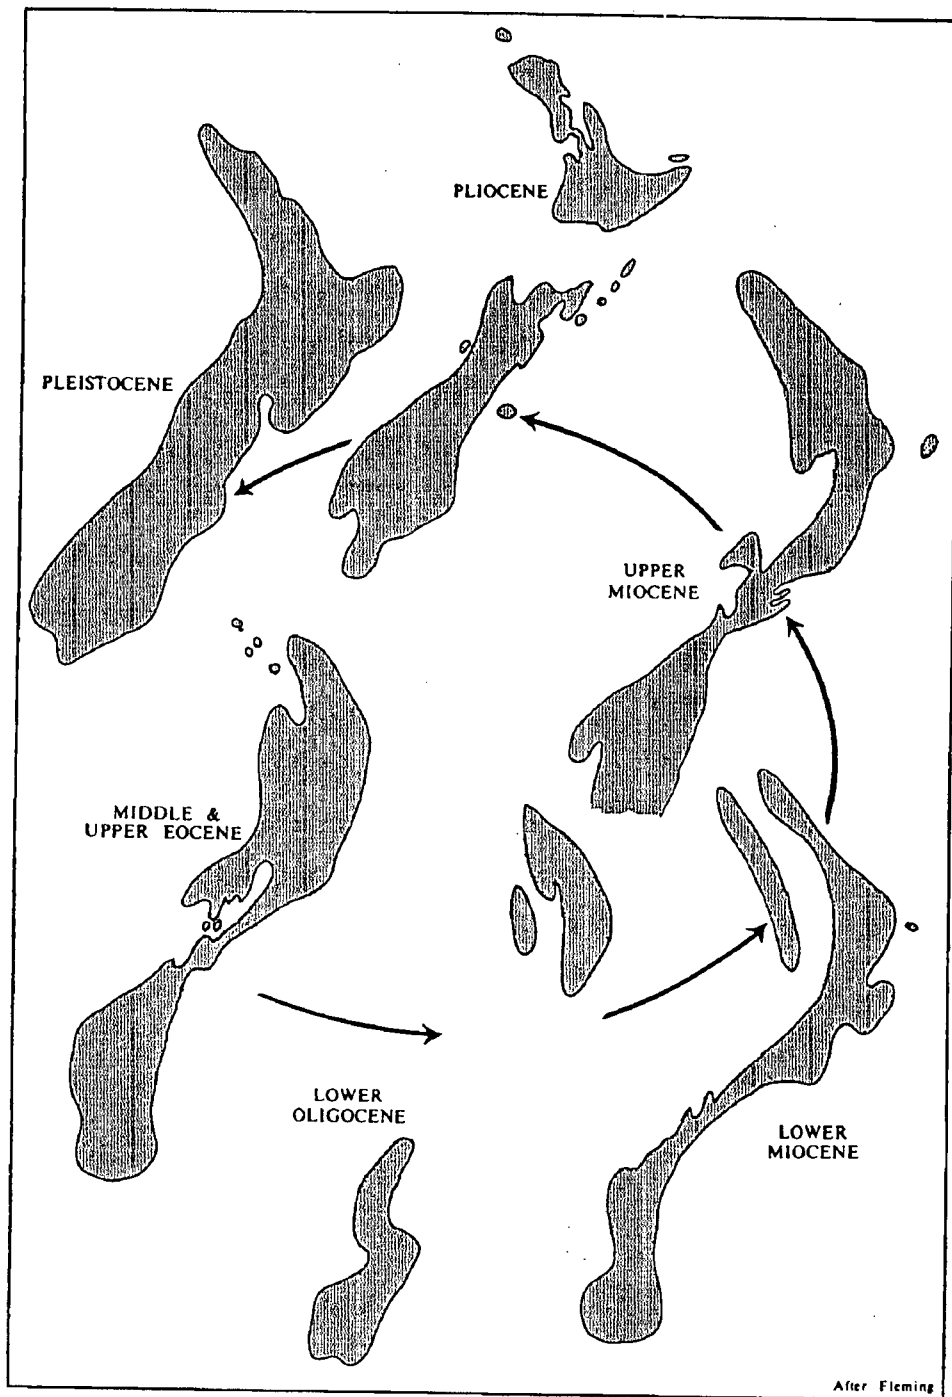 PLIOCENE
PLEISTOCENE
UPPER
MIOCENE
MIDDLE &
UPPER EOCENE
LOWER
OLIGOCENE
LOWER
MIOCENE
After Fleming